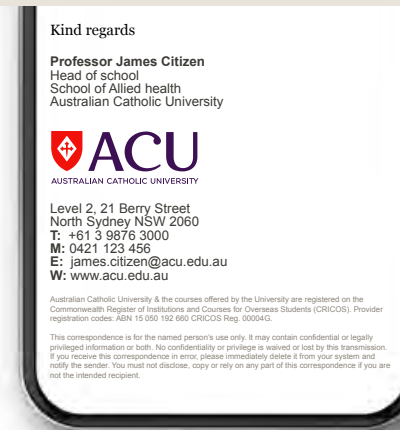 Kind regards
Professor James Citizen
Head of school
School of Allied health
Australian Catholic University
ACU
AUSTRALIAN CATHOLIC UNIVERSITY
Level 2, 21 Berry Street
North Sydney NSW 2060
T: +61 3 9876 3000
M: 0421 123 456
E: james.citizen@acu.edu.au
W: www.acu.edu.au
Australian Catholic University & the courses offered by the University are registered on the
Commonwealth Register of Institutions and Courses for Overseas Students (CRICOS). Provider
registration codes: ABN 15 050 192 660 CRICOS Reg. 00004G.
This correspondence is for the named person's use only. It may contain confidential or legally
privileged information or both. No confidentiality or privilege is waived or lost by this transmission.
If you receive this correspondence in error, please immediately delete it from your system and
notify the sender. You must not disclose, copy or rely on any part of this correspondence if you are
not the intended recipient.